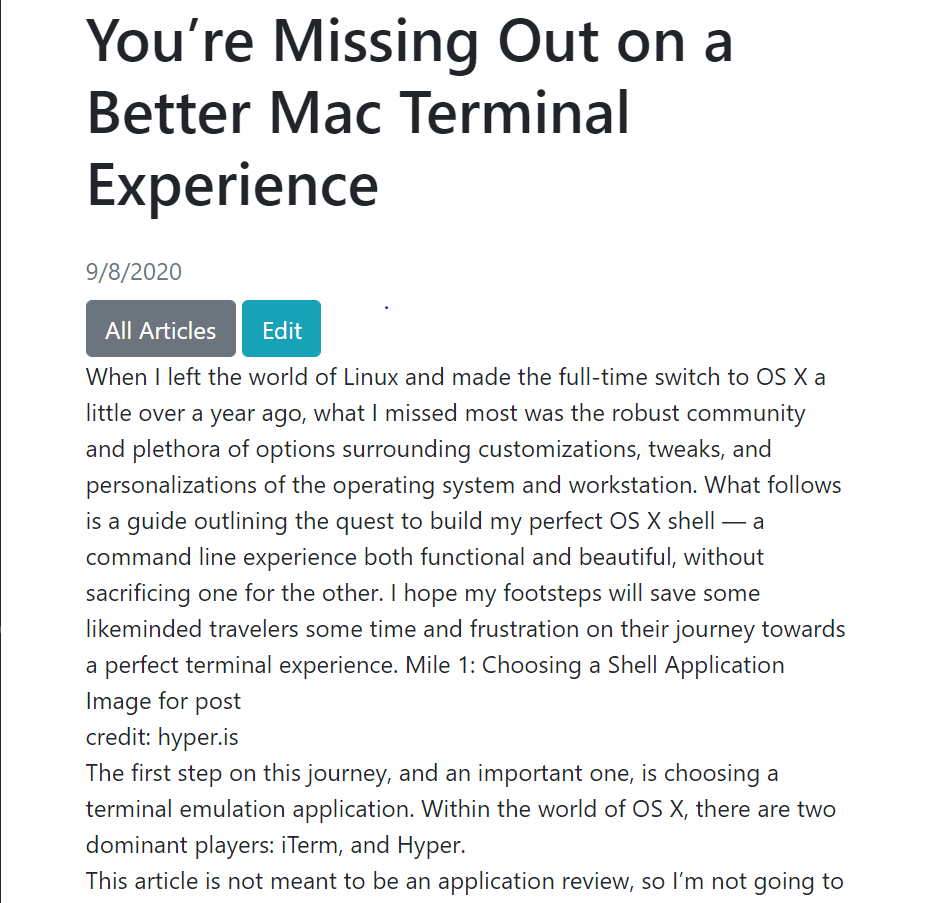 You’re Missing Out on a
Better Mac Terminal
Experience
9/8/2020
All Articles Edit
When I left the world of Linux and made the full-time switch to OS X a
little over a year ago, what I missed most was the robust community
and plethora of options surrounding customizations, tweaks, and
personalizations of the operating system and workstation. What follows
is a guide outlining the quest to build my perfect OS X shell — a
command line experience both functional and beautiful, without
sacrificing one for the other. I hope my footsteps will save some
likeminded travelers some time and frustration on their journey towards
a perfect terminal experience. Mile 1: Choosing a Shell Application
Image for post
credit: hyper.is
The first step on this journey, and an important one, is choosing a
terminal emulation application. Within the world of OS X, there are two
dominant players: iTerm, and Hyper.
This article is not meant to be an application review, so I’m not going to